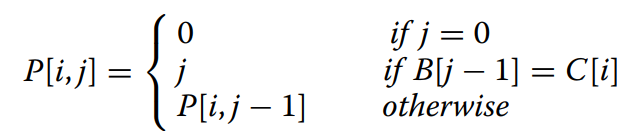 0 if j = 0
P[i,j] = { j if B[j − 1] = C[i]
P[i,j − 1] otherwise